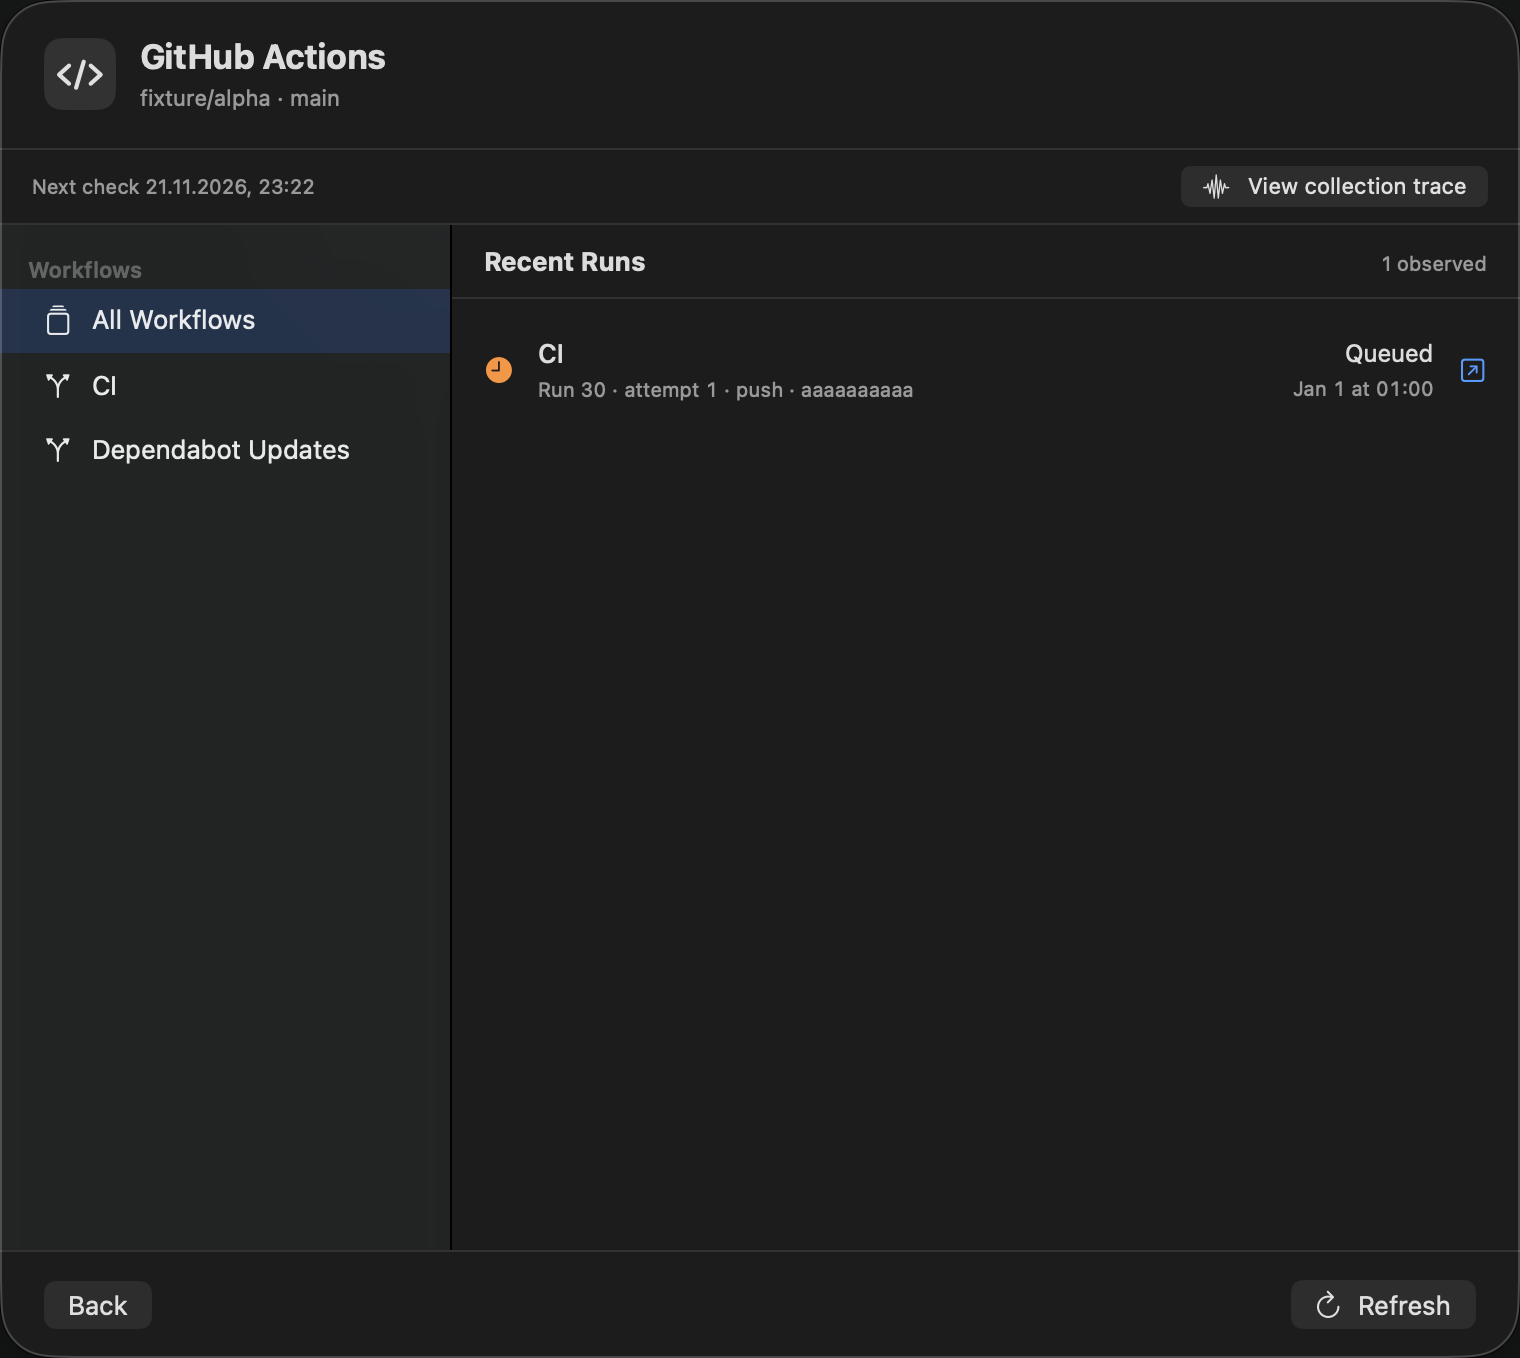 GitHub Actions
fixture/alpha · main
Next check 21.11.2026, 23:22
View collection trace
Workflows
All Workflows
CI
Dependabot Updates
Recent Runs
1 observed
CI
Queued
Run 30 · attempt 1 · push · aaaaaaaaaa
Jan 1 at 01:00
Back
Refresh